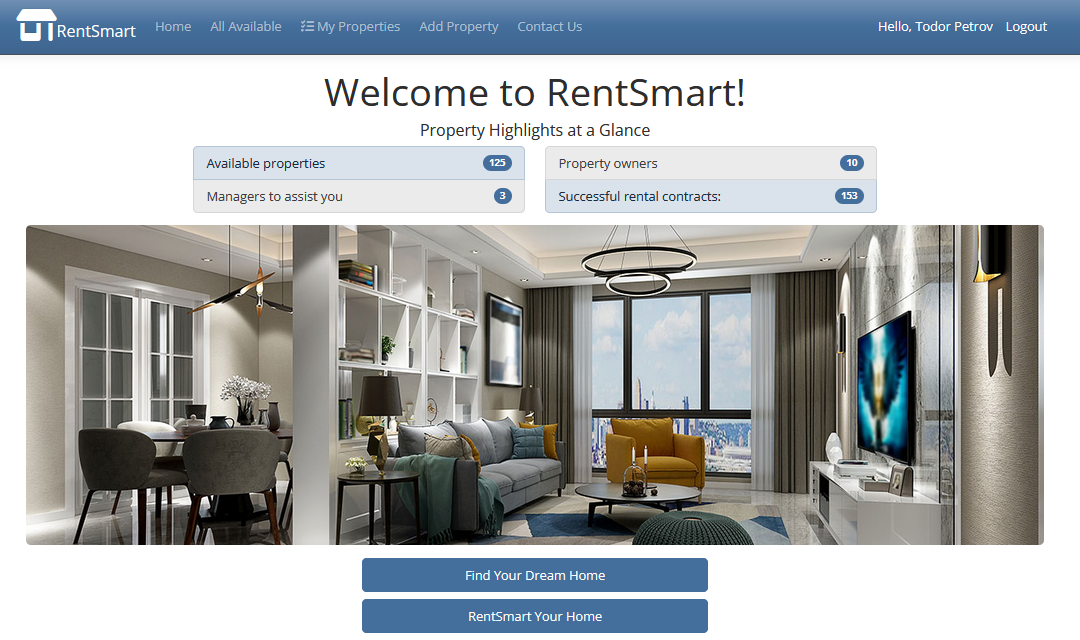 RentSmart Home All Available My Properties Add Property Contact Us Hello, Todor Petrov Logout
Welcome to RentSmart!
Property Highlights at a Glance
Available properties 125
Managers to assist you 3
Property owners 10
Successful rental contracts: 153
Find Your Dream Home
RentSmart Your Home